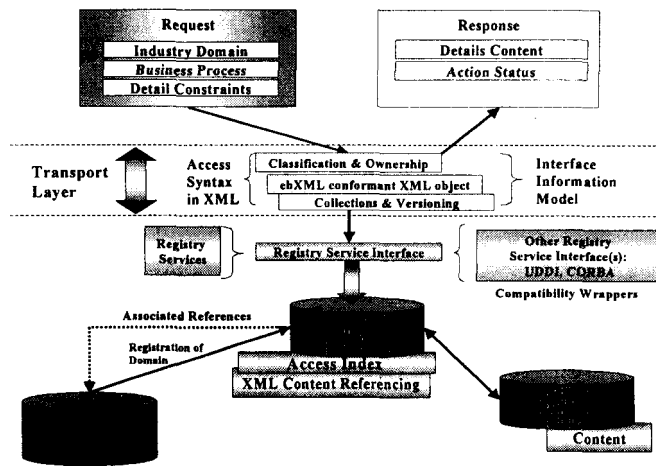 Request
Industry Domain
Business Process
Detail Constraints
Response
Details Content
Action Status
Transport
Layer
Access
Syntax
in XML
Classification & Ownership
ebXML conformant XML object
Collections & Versioning
Interface
Information
Model
Registry
Services
Registry Service Interface
Other Registry
Service Interface(s):
UDDI, CORBA
Compatibility Wrappers
Associated References
Registration of
Domain
Access Index
XML Content Referencing
Content